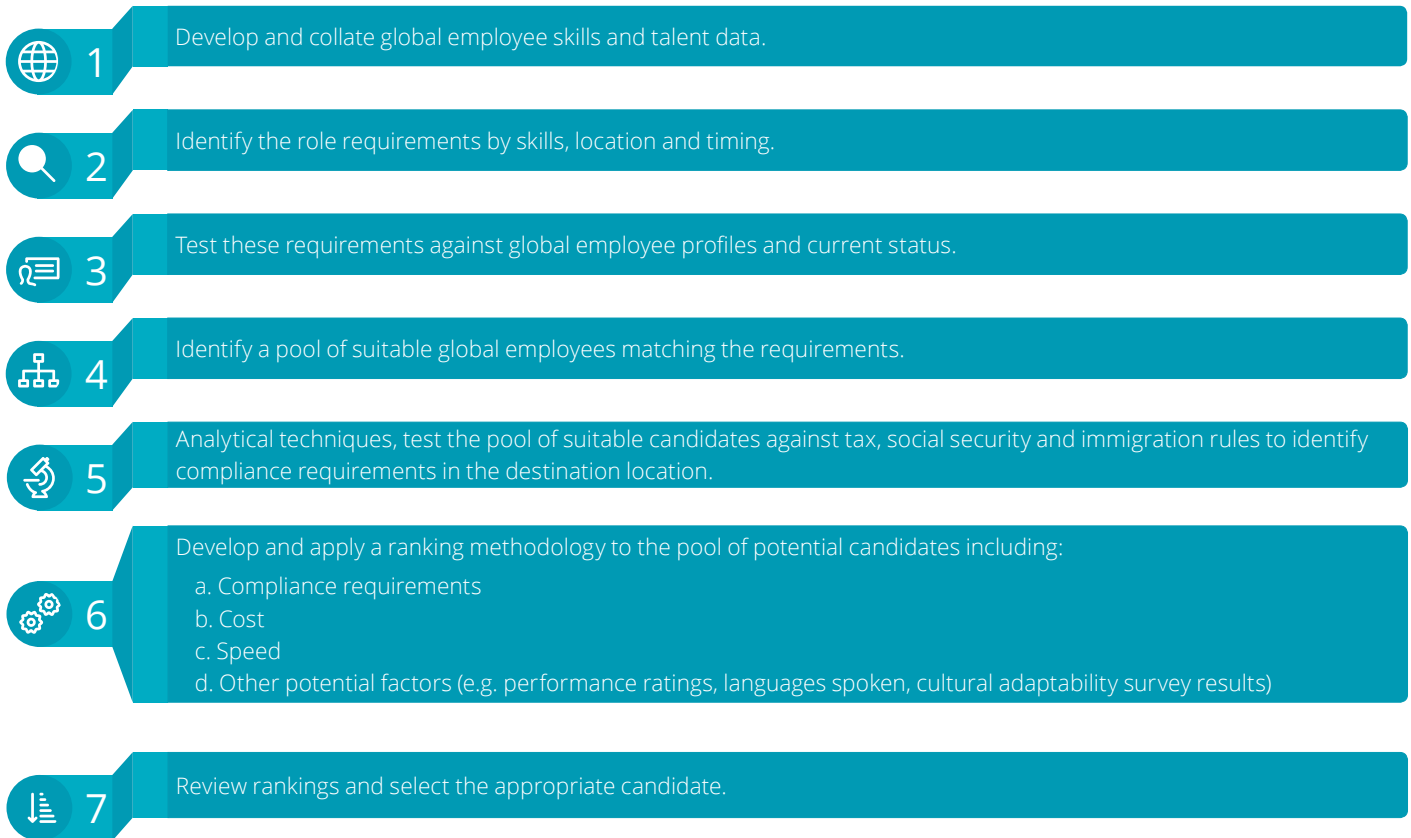 1
Develop and collate global employee skills and talent data.
2
Identify the role requirements by skills, location and timing.
3
Test these requirements against global employee profiles and current status.
4
Identify a pool of suitable global employees matching the requirements.
5
Analytical techniques, test the pool of suitable candidates against tax, social security and immigration rules to identify
compliance requirements in the destination location.
6
Develop and apply a ranking methodology to the pool of potential candidates including:
a. Compliance requirements
b. Cost
c. Speed
d. Other potential factors (e.g. performance ratings, languages spoken, cultural adaptability survey results)
7
Review rankings and select the appropriate candidate.